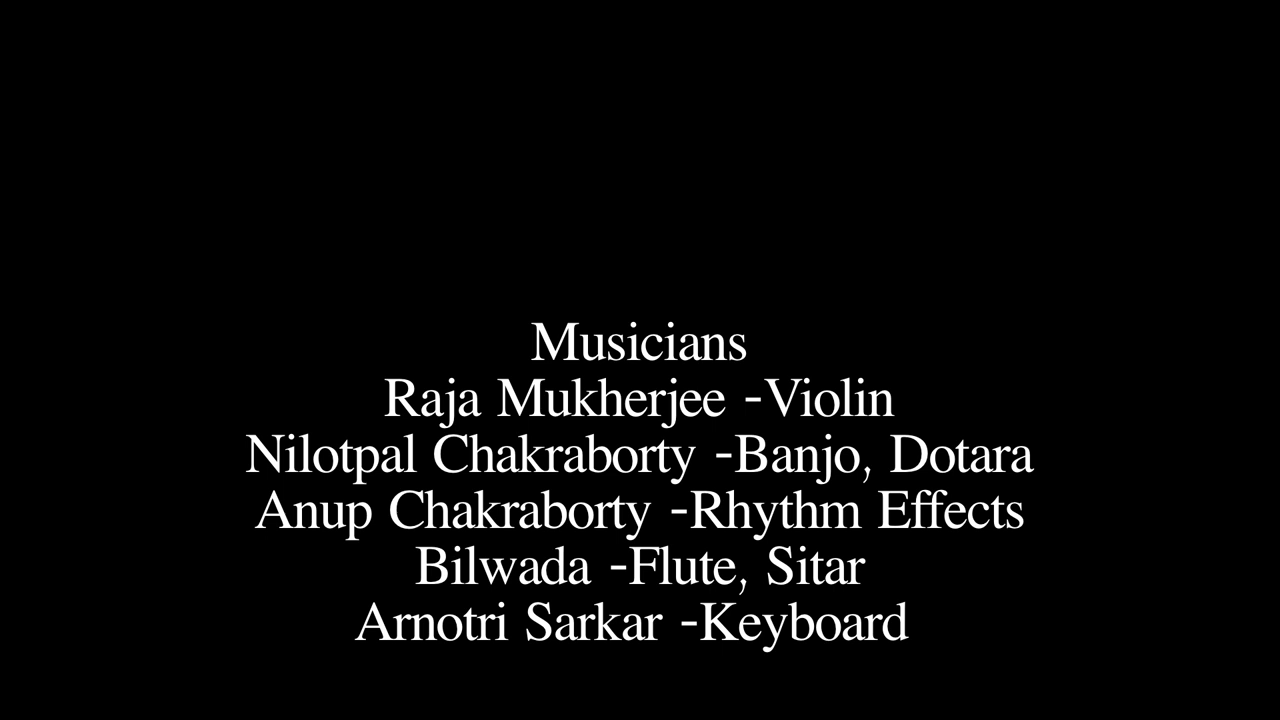 Musicians
Raja Mukherjee -Violin
Nilotpal Chakraborty -Banjo, Dotara
Anup Chakraborty -Rhythm Effects
Bilwada -Flute, Sitar
Arnotri Sarkar -Keyboard